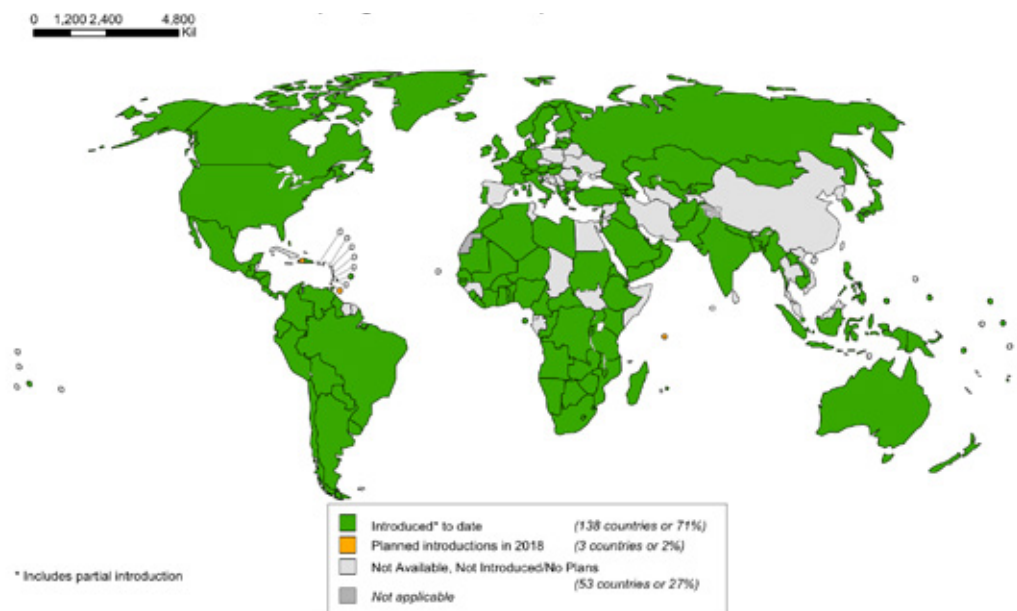 0 1,200 2,400 4,800
Kil
Introduced* to date (138 countries or 71%)
Planned introductions in 2018 (3 countries or 2%)
Not Available, Not Introduced/No Plans
(53 countries or 27%)
Not applicable
* Includes partial introduction